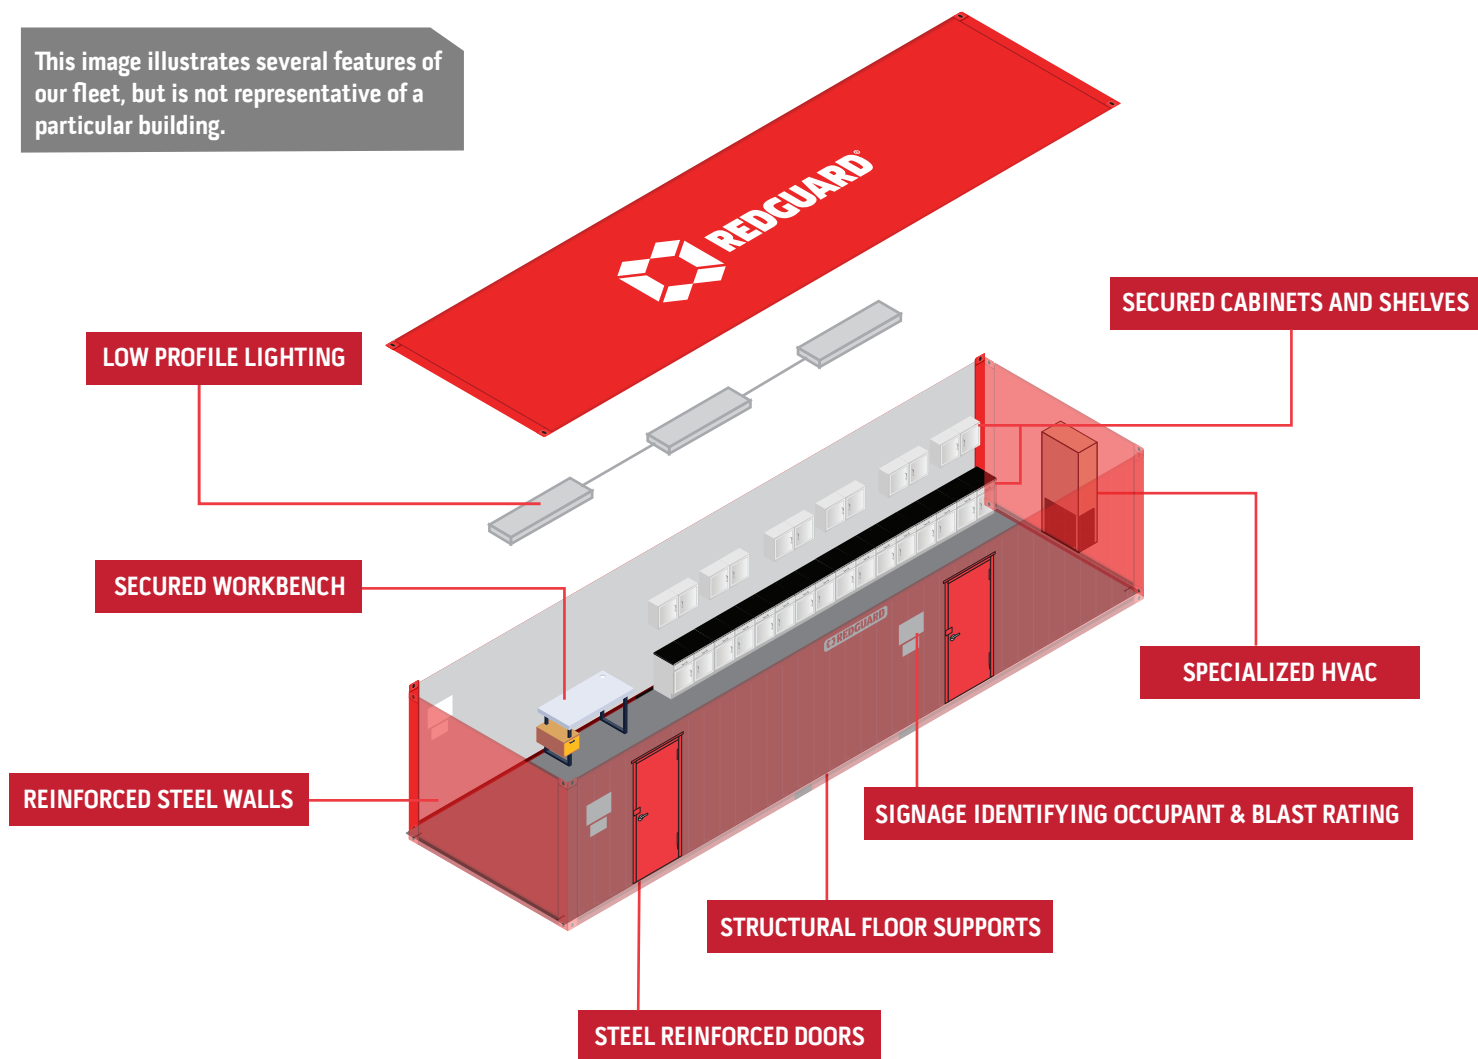 This image illustrates several features of
our fleet, but is not representative of a
particular building.
REDGUARD®
SECURED CABINETS AND SHELVES
LOW PROFILE LIGHTING
SECURED WORKBENCH
REDGUARD
SPECIALIZED HVAC
REINFORCED STEEL WALLS
SIGNAGE IDENTIFYING OCCUPANT & BLAST RATING
STRUCTURAL FLOOR SUPPORTS
STEEL REINFORCED DOORS